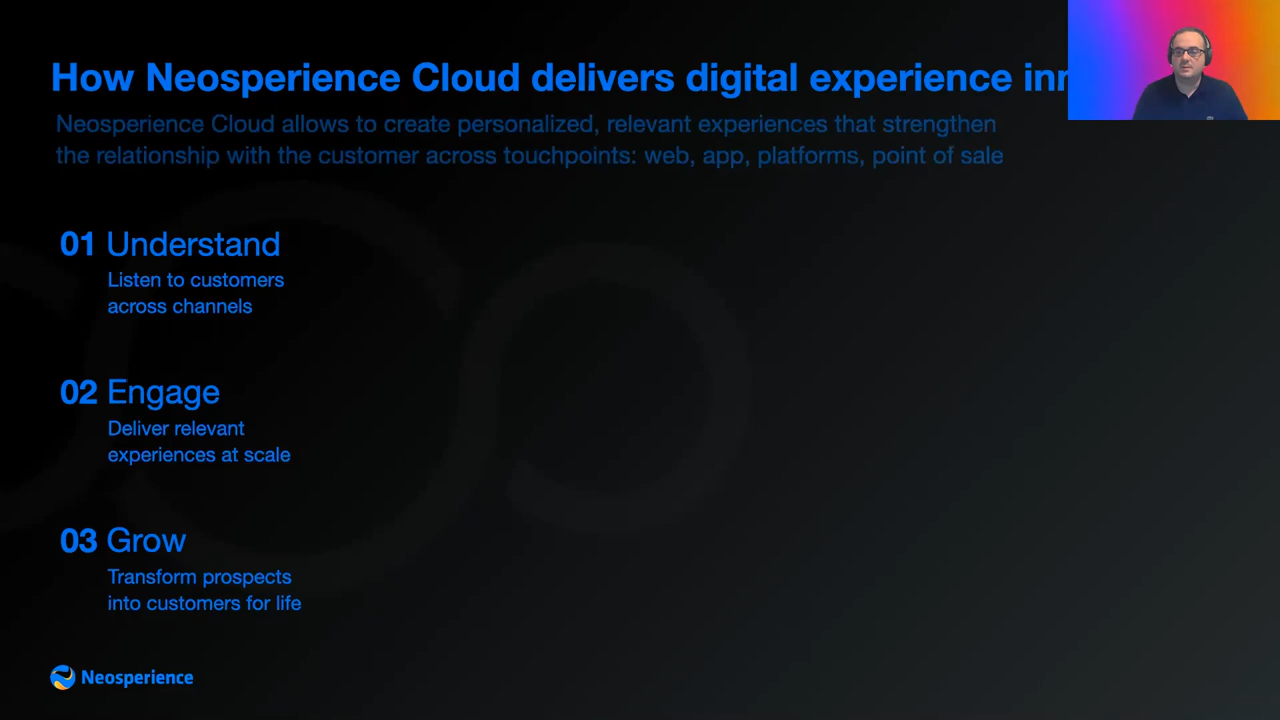 How Neosperience Cloud delivers digital experience
Neosperience Cloud allows to create personalized, relevant experiences that strengthen
the relationship with the customer across touchpoints: web, app, platforms, point of sale
01 Understand
Listen to customers
across channels
02 Engage
Deliver relevant
experiences at scale
03 Grow
Transform prospects
into customers for life
Neosperience